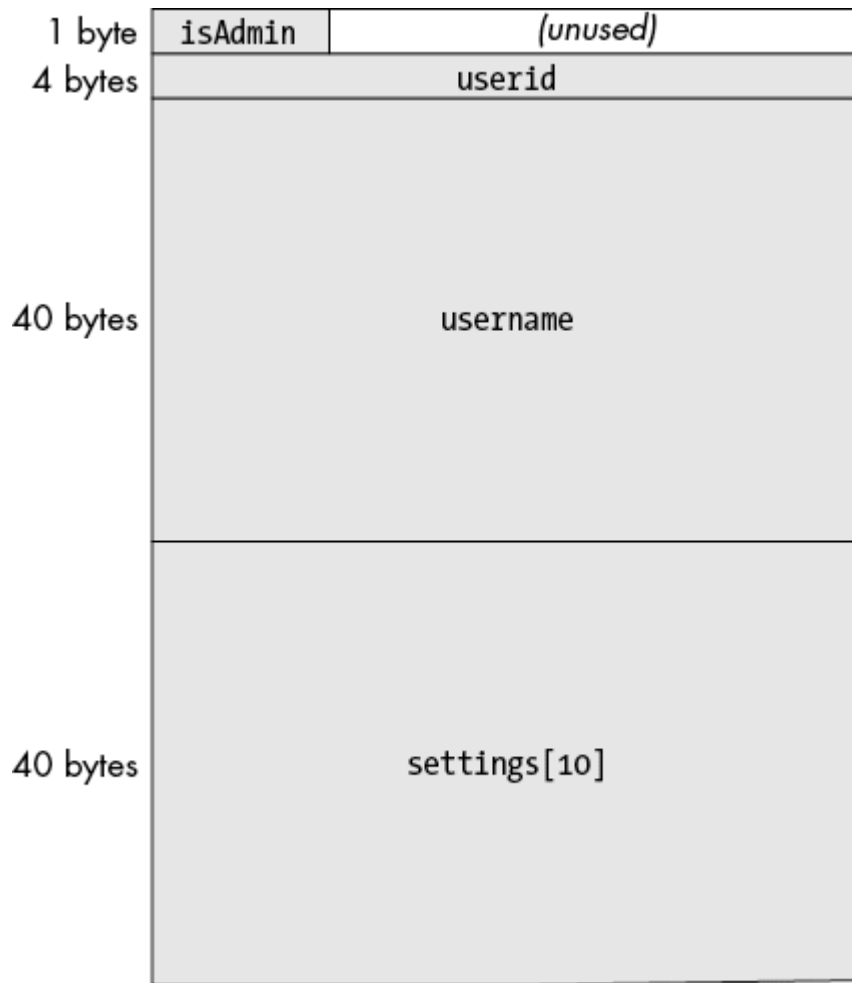 1 byte isAdmin (unused)
4 bytes userid
40 bytes username
40 bytes settings[10]